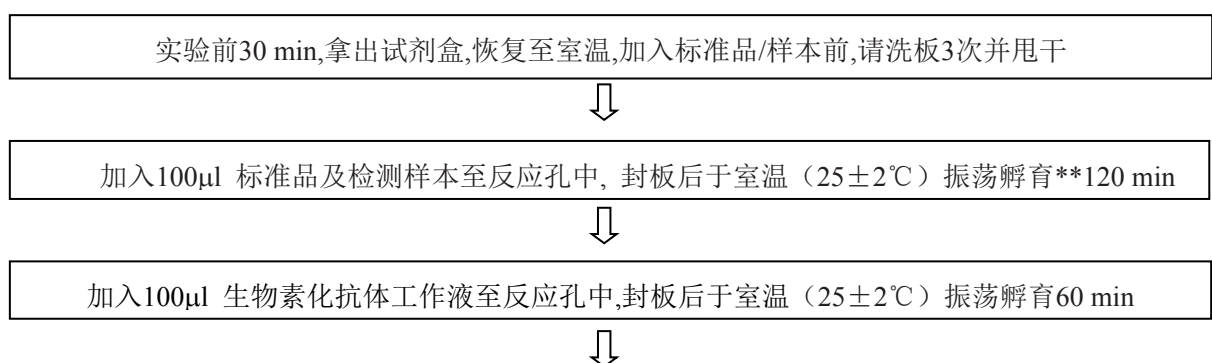 实验前30 min,拿出试剂盒,恢复至室温,加入标准品/样本前,请洗板3次并甩干
加入100μl 标准品及检测样本至反应孔中, 封板后于室温（25±2℃）振荡孵育**120 min
加入100μl 生物素化抗体工作液至反应孔中,封板后于室温（25±2℃）振荡孵育60 min